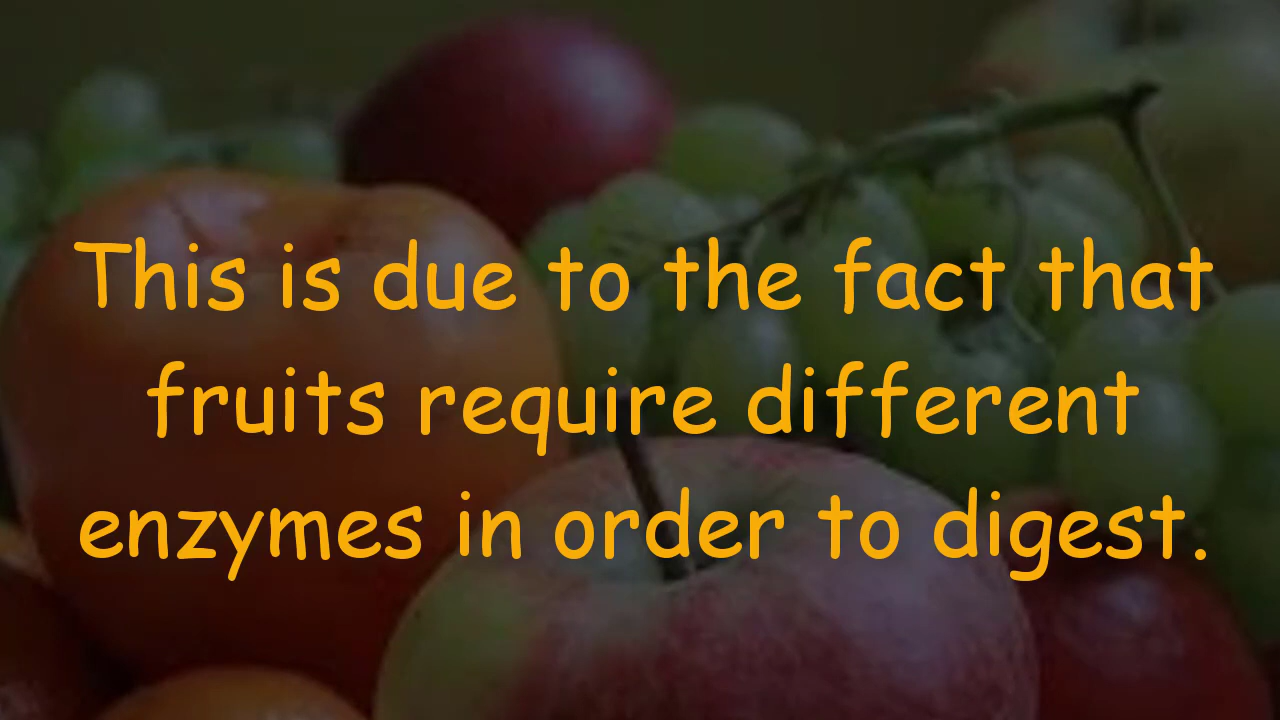 This is due to the fact that
fruits require different
enzymes in order to digest.